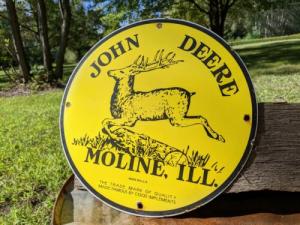 JOHN DEERE
MOLINE, ILL.
THE TRADE MARK OF QUALITY
MADE FAMOUS BY GOOD IMPLEMENTS